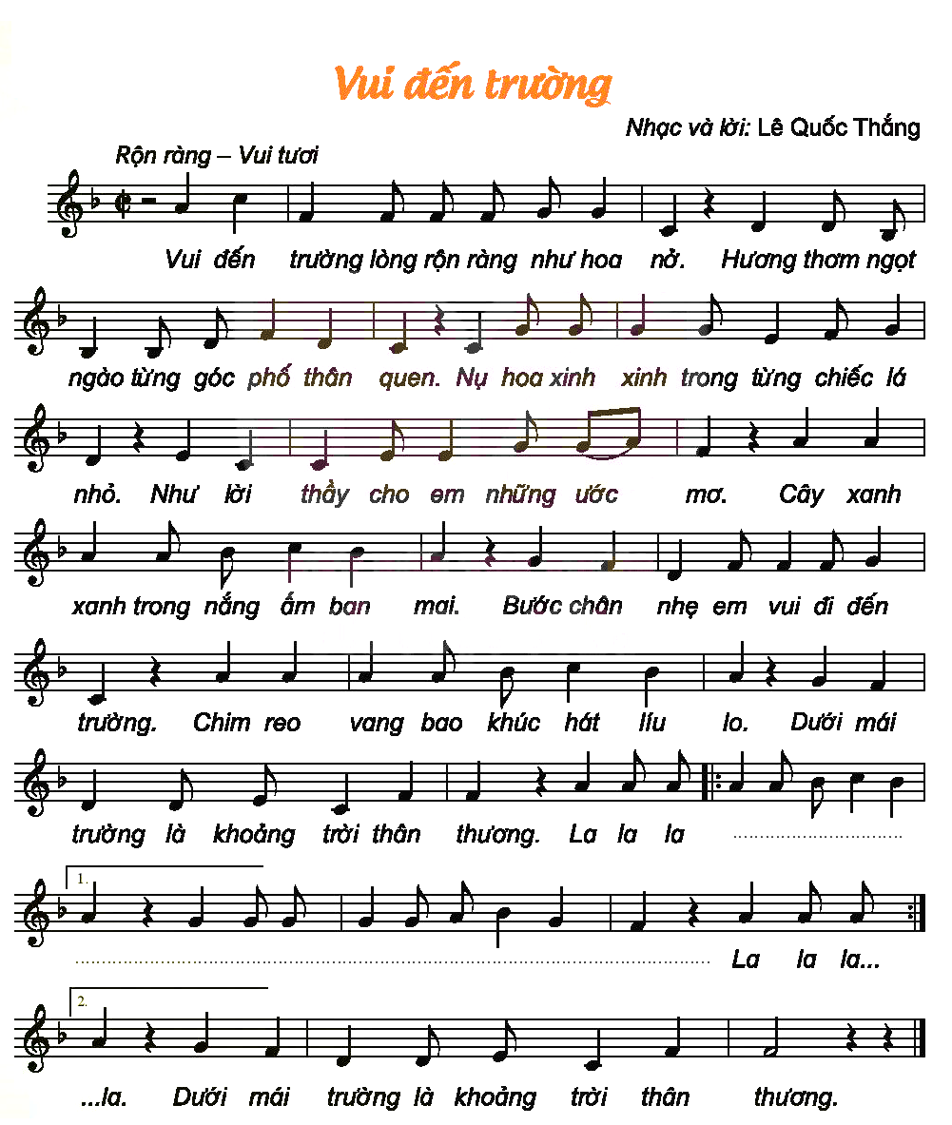 Vui đến trường
Nhạc và lời: Lê Quốc Thắng
Rộn ràng – Vui tươi
Vui đến trường lòng rộn ràng như hoa nở. Hương thơm ngọt
ngào từng góc phố thân quen. Nụ hoa xinh xinh trong từng chiếc lá
nhỏ. Như lời thầy cho em những ước mơ. Cây xanh
xanh trong nắng ấm ban mai. Bước chân nhẹ em vui đi đến
trường. Chim reo vang bao khúc hát líu lo. Dưới mái
trường là khoảng trời thân thương. La la la ..............................
1.
.............................. La la la...
2.
...la. Dưới mái trường là khoảng trời thân thương.